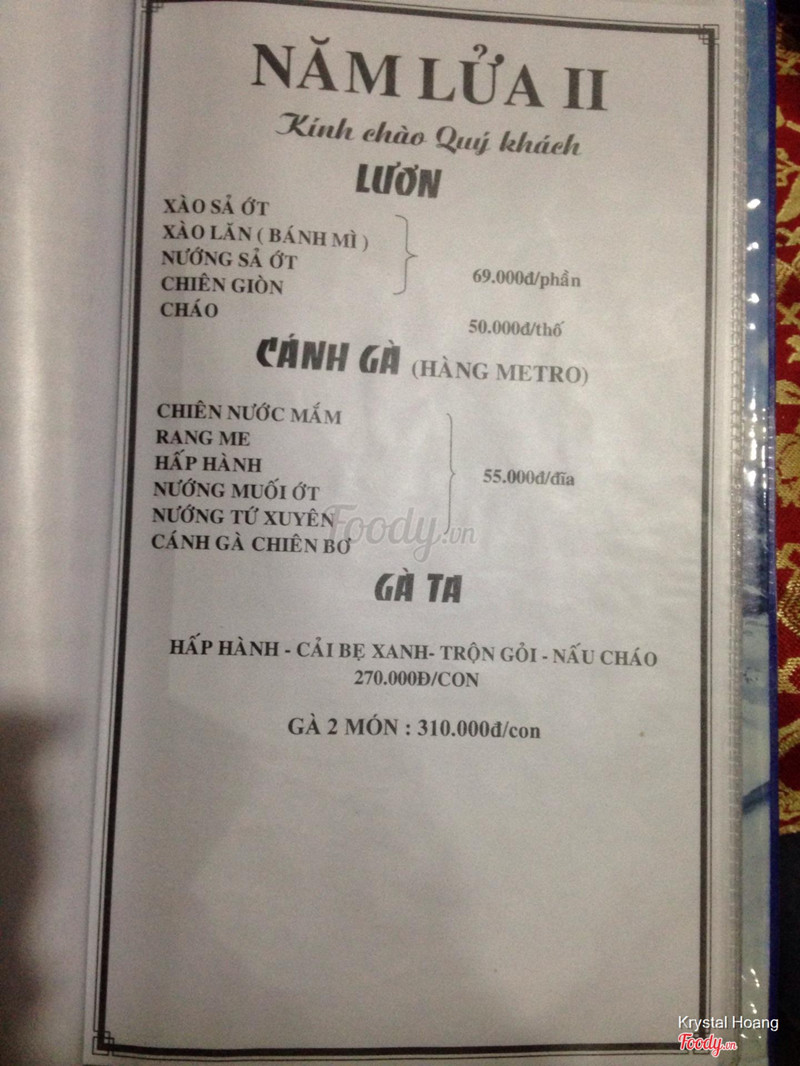 NĂM LỬA II
Kính chào Quý khách
LƯƠN
XÀO SẢ ỚT
XÀO LĂN ( BÁNH MÌ )
NƯỚNG SẢ ỚT
CHIÊN GIÒN
69.000đ/phần
CHÁO
50.000đ/thố
CÁNH GÀ (HÀNG METRO)
CHIÊN NƯỚC MẮM
RANG ME
HẤP HÀNH
NƯỚNG MUỐI ỚT
55.000đ/đĩa
NƯỚNG TỨ XUYÊN
CÁNH GÀ CHIÊN BƠ
Foody.vn
GÀ TA
HẤP HÀNH - CẢI BẸ XANH- TRỘN GỎI - NẤU CHÁO
270.000Đ/CON
GÀ 2 MÓN : 310.000đ/con
Krystal Hoang
Foody.vn